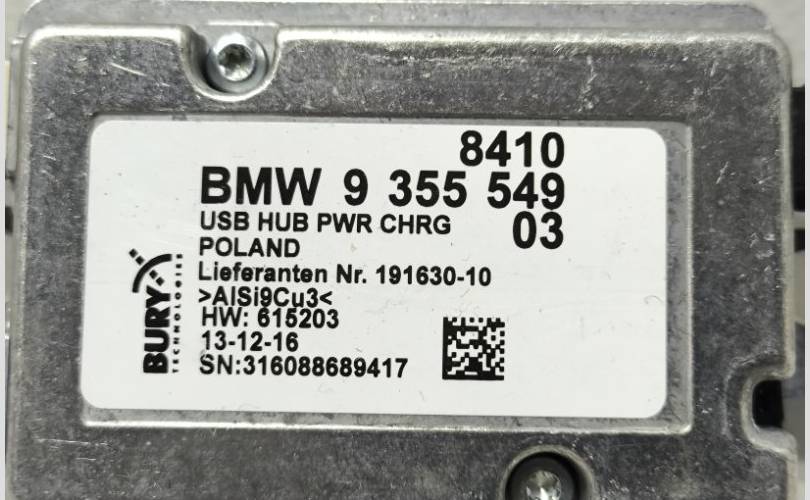 8410
BMW 9 355 549
USB HUB PWR CHRG 03
POLAND
Lieferanten Nr. 191630-10
>AlSi9Cu3<
HW: 615203
13-12-16
SN:316088689417
BURY
TECHNOLOGIES